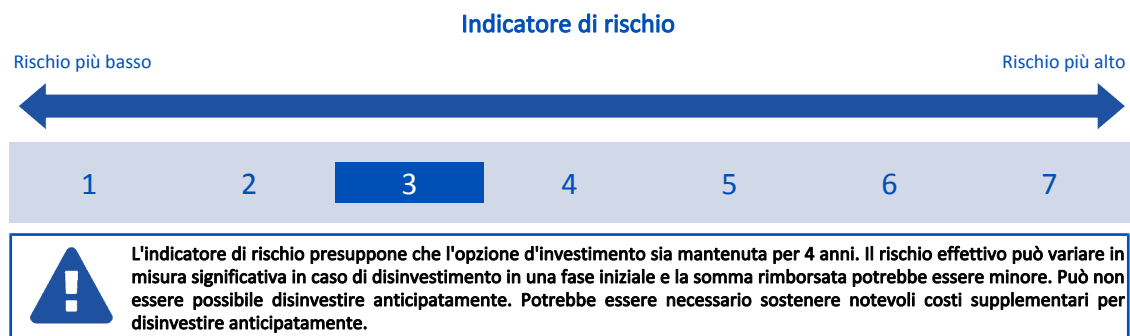 Indicatore di rischio
Rischio più basso
Rischio più alto
1 2 3 4 5 6 7
L'indicatore di rischio presuppone che l'opzione d'investimento sia mantenuta per 4 anni. Il rischio effettivo può variare in
misura significativa in caso di disinvestimento in una fase iniziale e la somma rimborsata potrebbe essere minore. Può non
essere possibile disinvestire anticipatamente. Potrebbe essere necessario sostenere notevoli costi supplementari per
disinvestire anticipatamente.